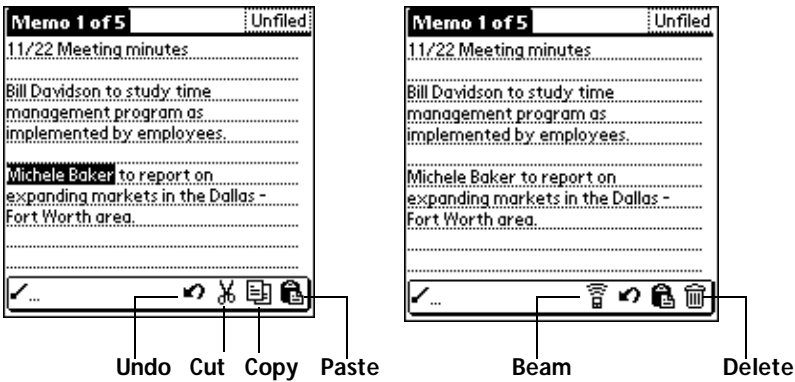 Memo 1 of 5 Unfiled
11/22 Meeting minutes
Bill Davidson to study time
management program as
implemented by employees.
Michele Baker to report on
expanding markets in the Dallas -
Fort Worth area.
...
Undo Cut Copy Paste
Memo 1 of 5 Unfiled
11/22 Meeting minutes
Bill Davidson to study time
management program as
implemented by employees.
Michele Baker to report on
expanding markets in the Dallas -
Fort Worth area.
...
Beam Delete